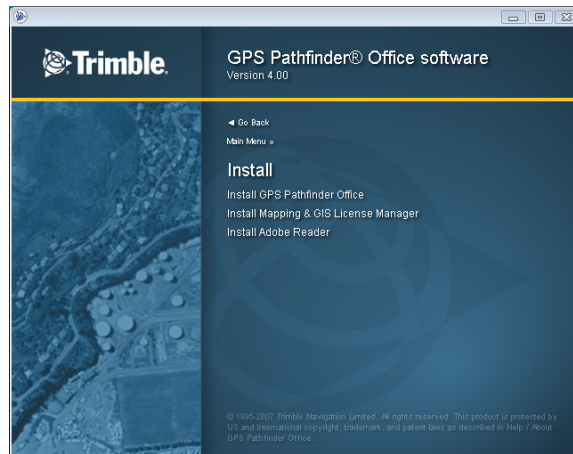 Trimble.
GPS Pathfinder® Office software
Version 4.00
◄ Go Back
Main Menu »
Install
Install GPS Pathfinder Office
Install Mapping & GIS License Manager
Install Adobe Reader
© 1995-2007 Trimble Navigation Limited. All rights reserved. This product is protected by
US and international copyright, trademark, and patent laws as described in Help / About
GPS Pathfinder Office.